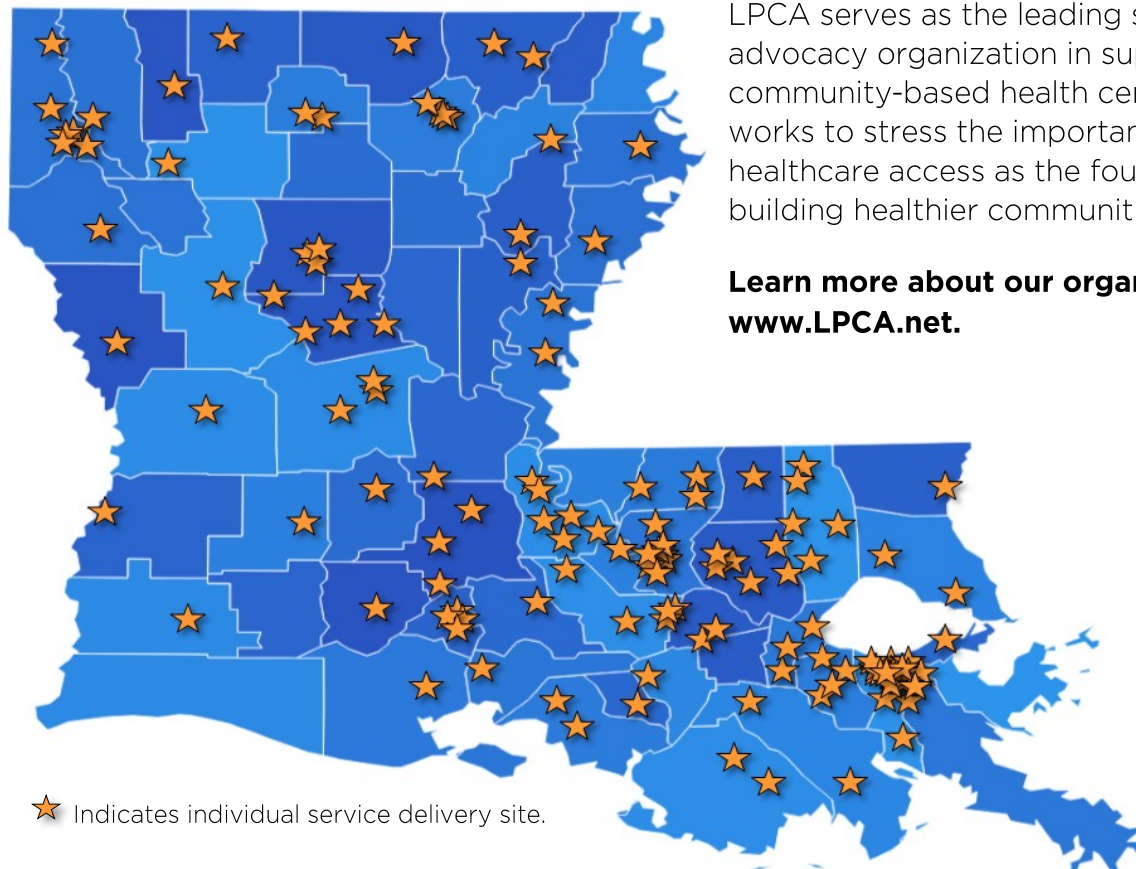 LPCA serves as the leading
advocacy organization in
community-based health
works to stress the
healthcare access as the
building healthier
Learn more about our
www.LPCA.net.
Indicates individual service delivery site.